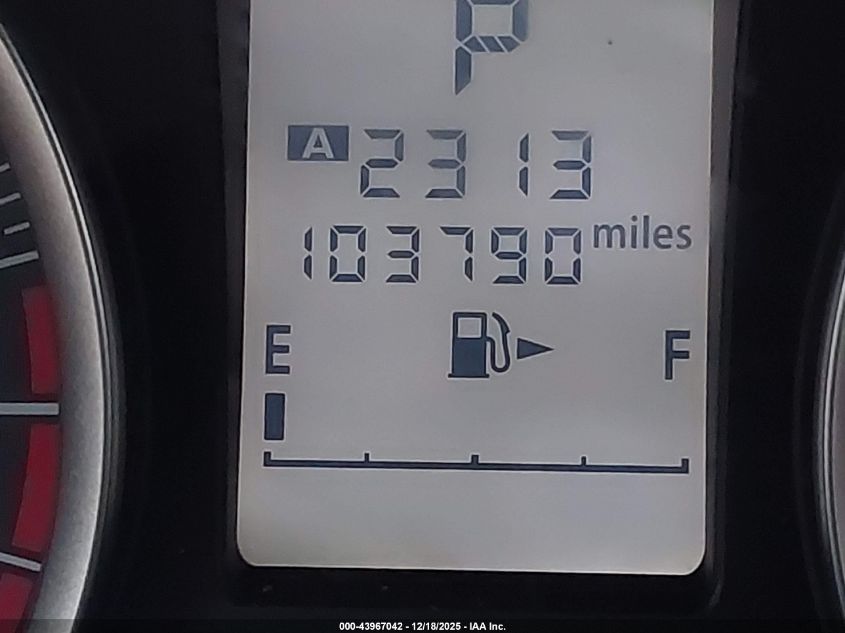 P
A 2313
103790 miles
E F
000-43967042 - 12/18/2025 - IAA Inc.